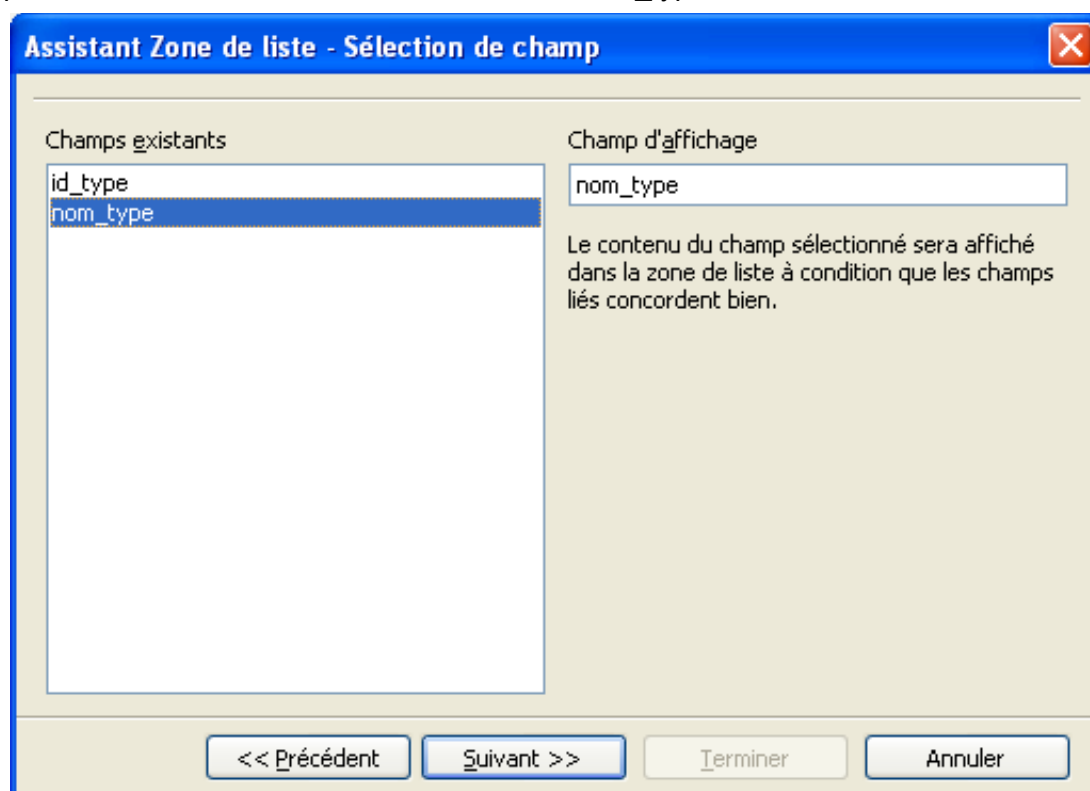 Assistant Zone de liste - Sélection de champ
Champs existants
id_type
nom_type
Champ d'affichage
nom_type
Le contenu du champ sélectionné sera affiché
dans la zone de liste à condition que les champs
liés concordent bien.
<< Précédent
Suivant >>
Terminer
Annuler